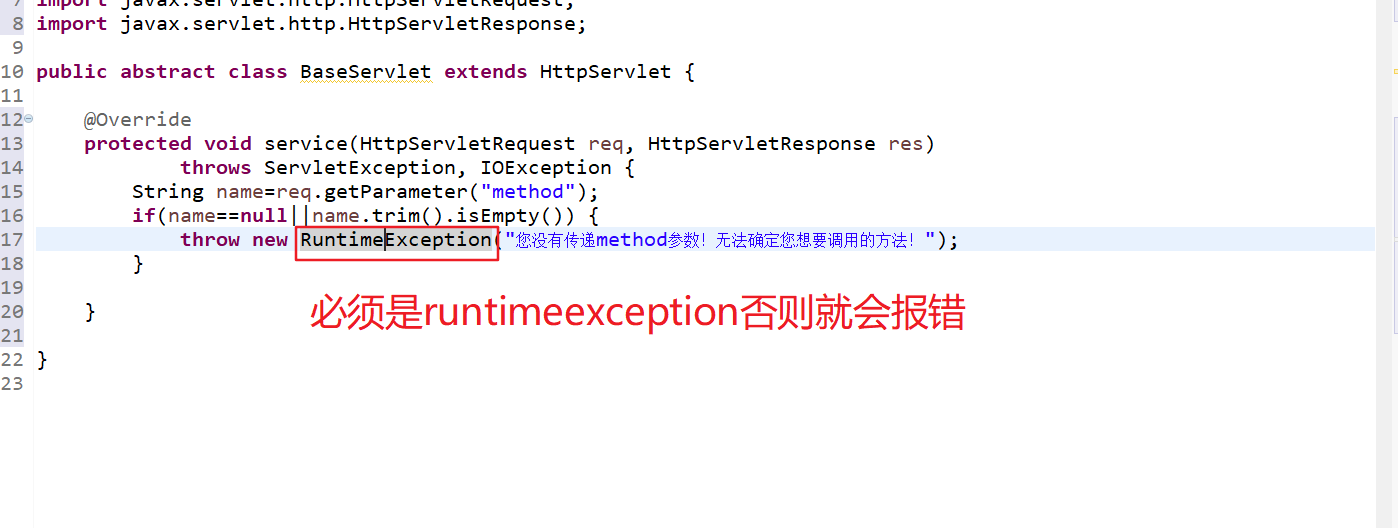 7 import javax.servlet.http.HttpServletRequest;
8 import javax.servlet.http.HttpServletResponse;
9
10 public abstract class BaseServlet extends HttpServlet {
11
12 @Override
13 protected void service(HttpServletRequest req, HttpServletResponse res)
14 throws ServletException, IOException {
15 String name=req.getParameter("method");
16 if(name==null||name.trim().isEmpty()) {
17 throw new RuntimeException("您没有传递method参数！无法确定您想要调用的方法！");
18 }
19
必须是runtimeexception否则就会报错
20 }
21
22 }
23